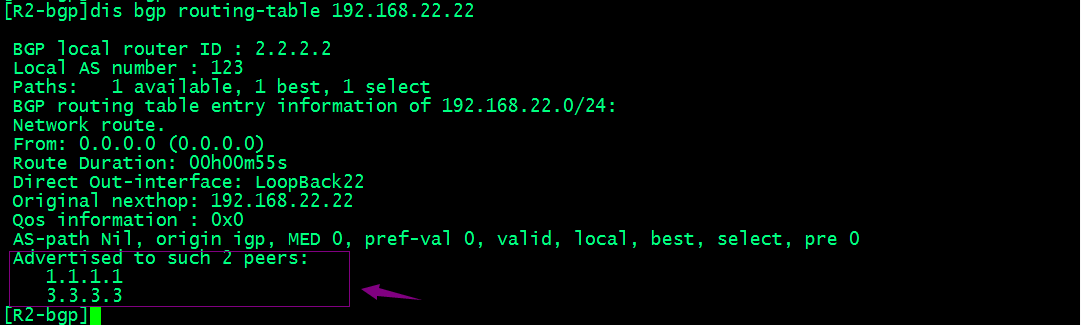 [R2-bgp]dis bgp routing-table 192.168.22.22
BGP local router ID : 2.2.2.2
Local AS number : 123
Paths:   1 available, 1 best, 1 select
BGP routing table entry information of 192.168.22.0/24:
Network route.
From: 0.0.0.0 (0.0.0.0)
Route Duration: 00h00m55s
Direct Out-interface: LoopBack22
Original nexthop: 192.168.22.22
Qos information : 0x0
AS-path Nil, origin igp, MED 0, pref-val 0, valid, local, best, select, pre 0
Advertised to such 2 peers:
1.1.1.1
3.3.3.3
[R2-bgp]